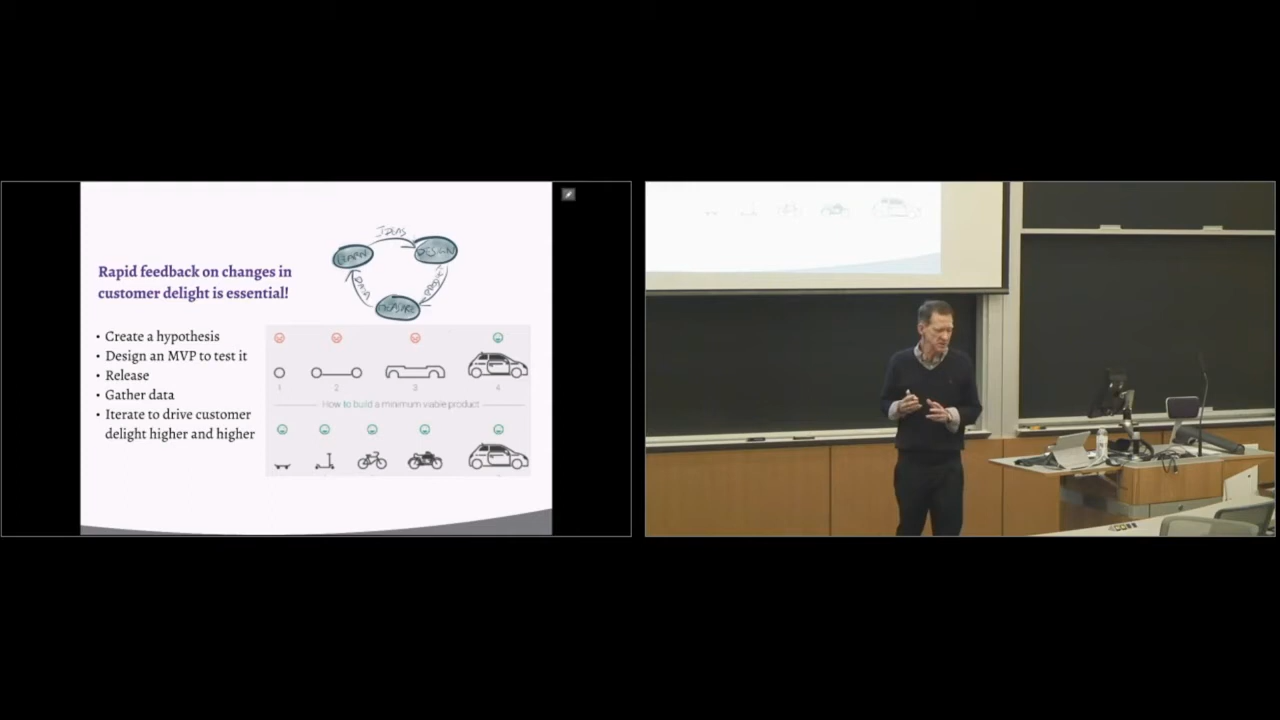 Rapid feedback on changes in
customer delight is essential!
• Create a hypothesis
• Design an MVP to test it
• Release
• Gather data
• Iterate to drive customer
delight higher and higher
IDEAS
LEARN
DESIGN
DATA
MEASURE
1
2
3
4
How to build a minimum viable product